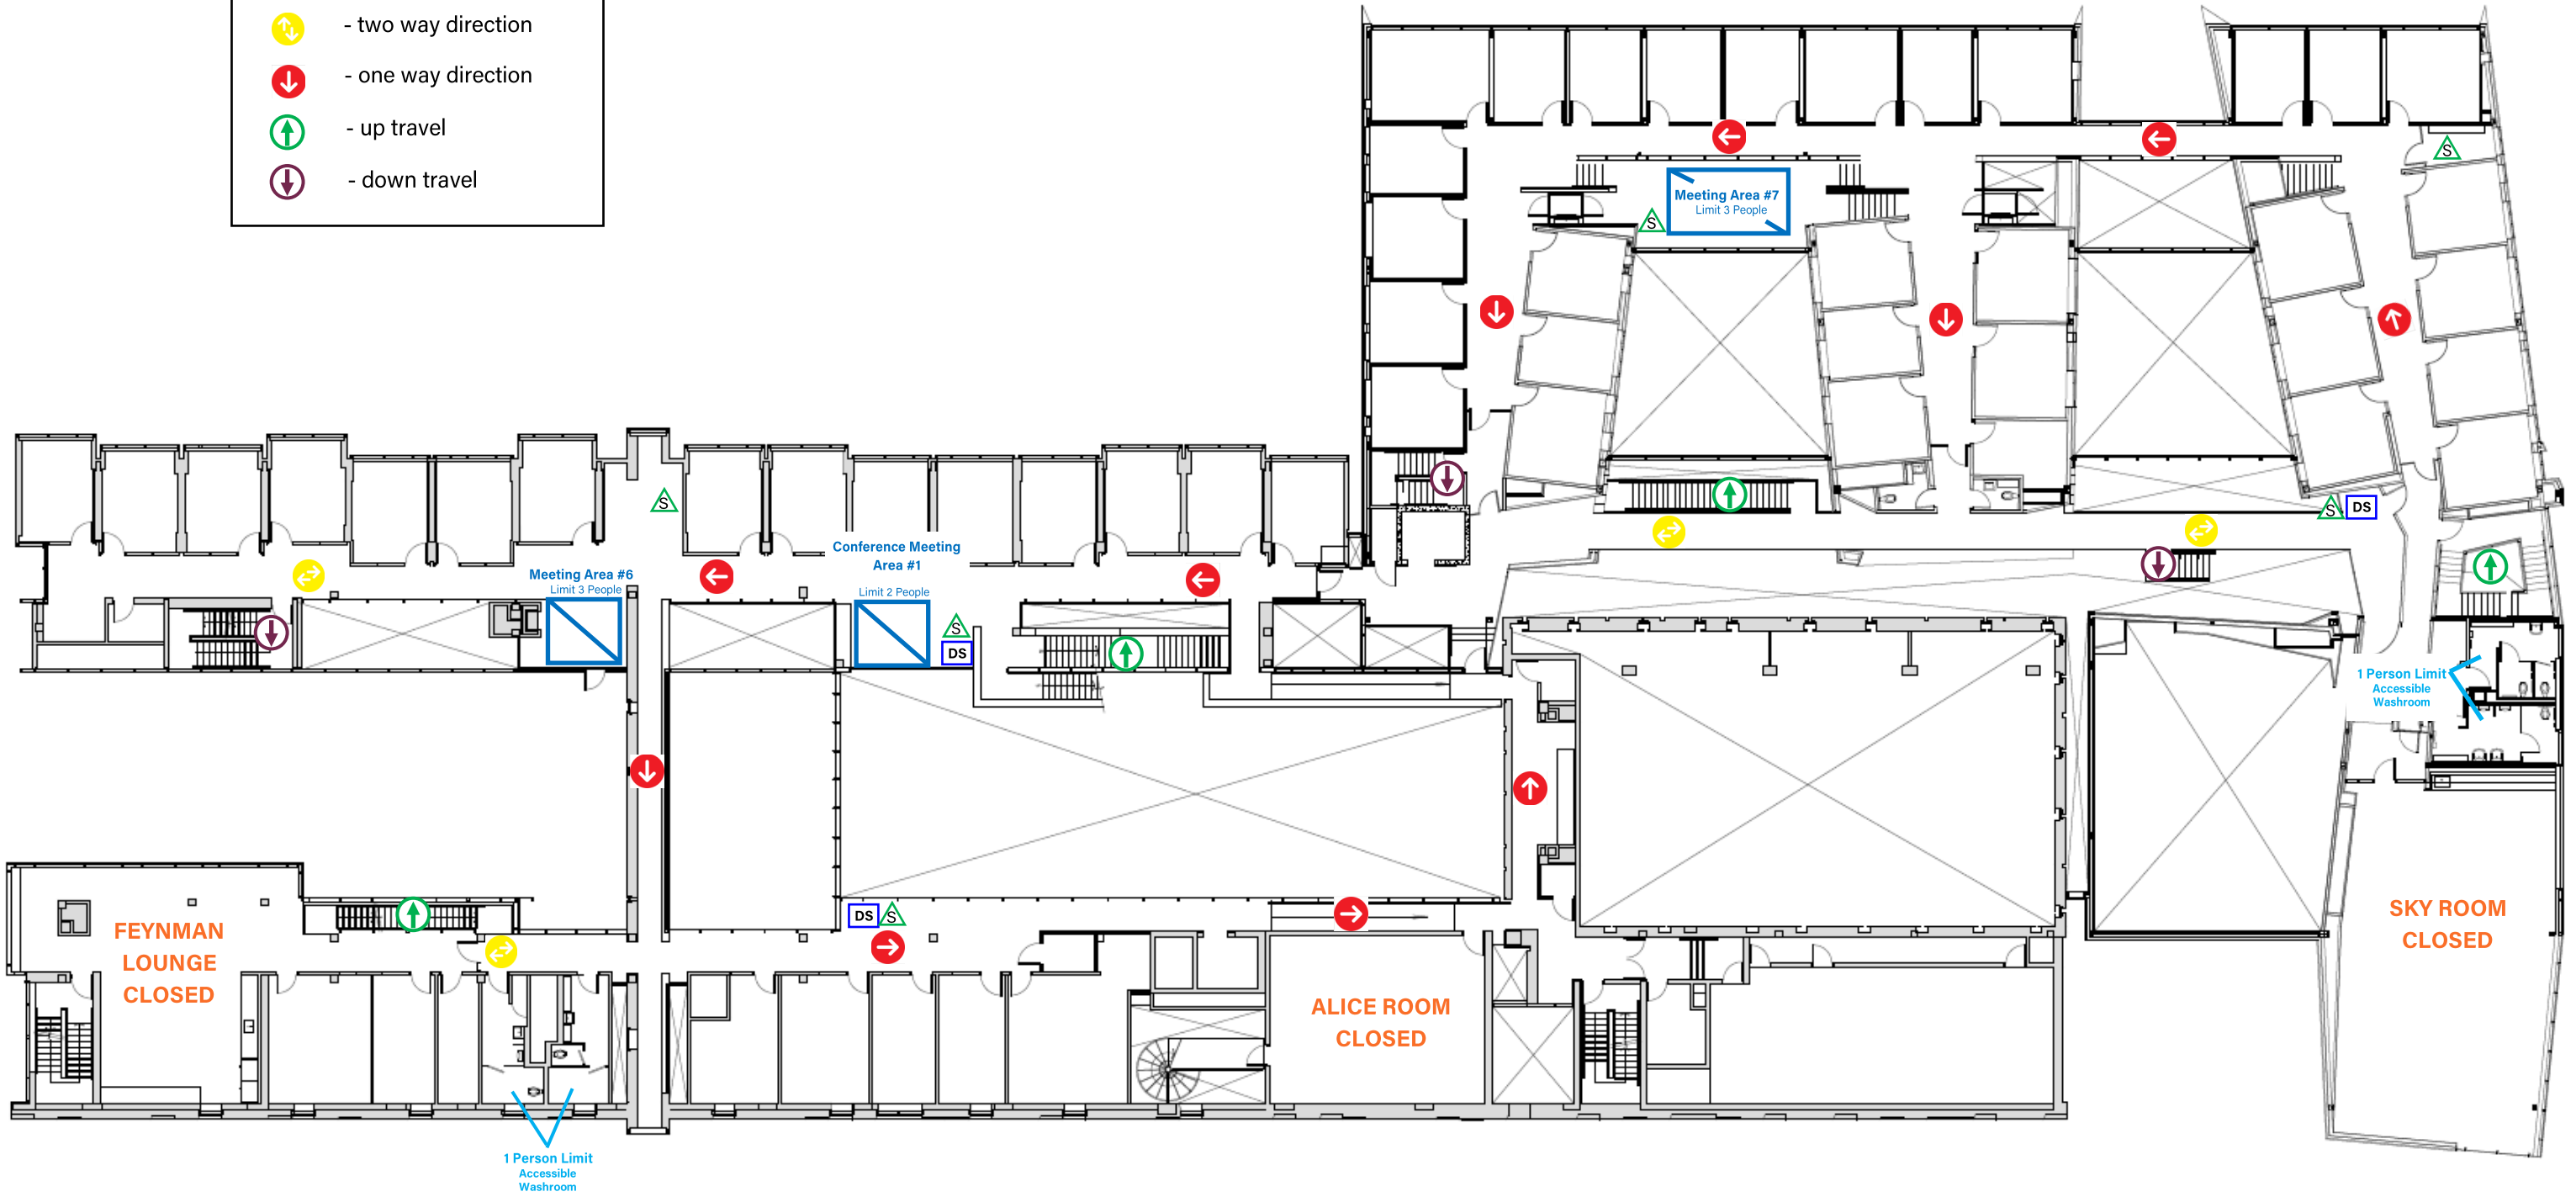 - two way direction
- one way direction
- up travel
- down travel
S
Meeting Area #7
Limit 3 People
S
S
Conference Meeting
Area #1
Limit 2 People
Meeting Area #6
Limit 3 People
S
DS
S
DS
1 Person Limit
Accessible
Washroom
DS
S
FEYNMAN
LOUNGE
CLOSED
SKY ROOM
CLOSED
ALICE ROOM
CLOSED
1 Person Limit
Accessible
Washroom